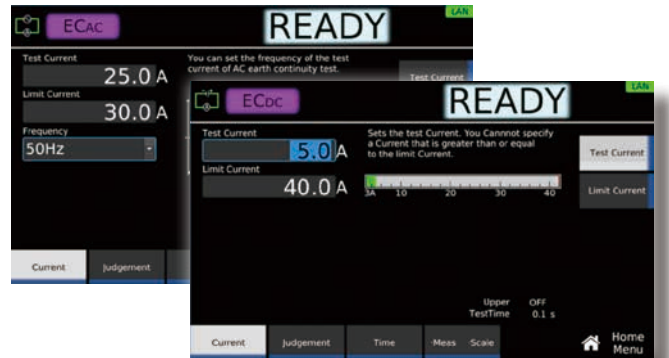 ECAC
READY
LAN
Test Current
25.0 A
Limit Current
30.0 A
Frequency
50Hz
You can set the frequency of the test
current of AC earth continuity test.
Test Current
Current
Judgement
ECDC
READY
LAN
Test Current
5.0 A
Limit Current
40.0 A
Sets the test Current. You Cannnot specify
a Current that is greater than or equal
to the limit Current.
3A 10 20 30 40
Test Current
Limit Current
Upper OFF
TestTime 0.1 s
Current
Judgement
Time
Meas Scale
Home
Menu